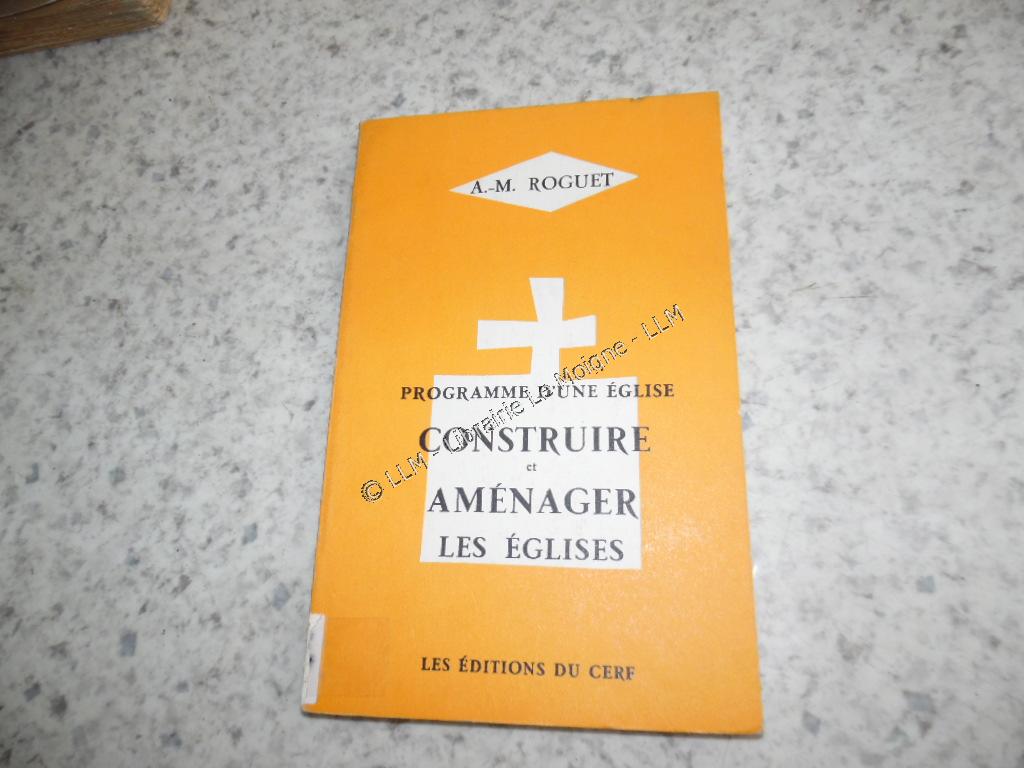 A.-M. ROGUET
PROGRAMME D'UNE ÉGLISE
CONSTRUIRE
et
AMÉNAGER
LES ÉGLISES
LES ÉDITIONS DU CERF
© LLM - Librairie Le Moigne - LLM